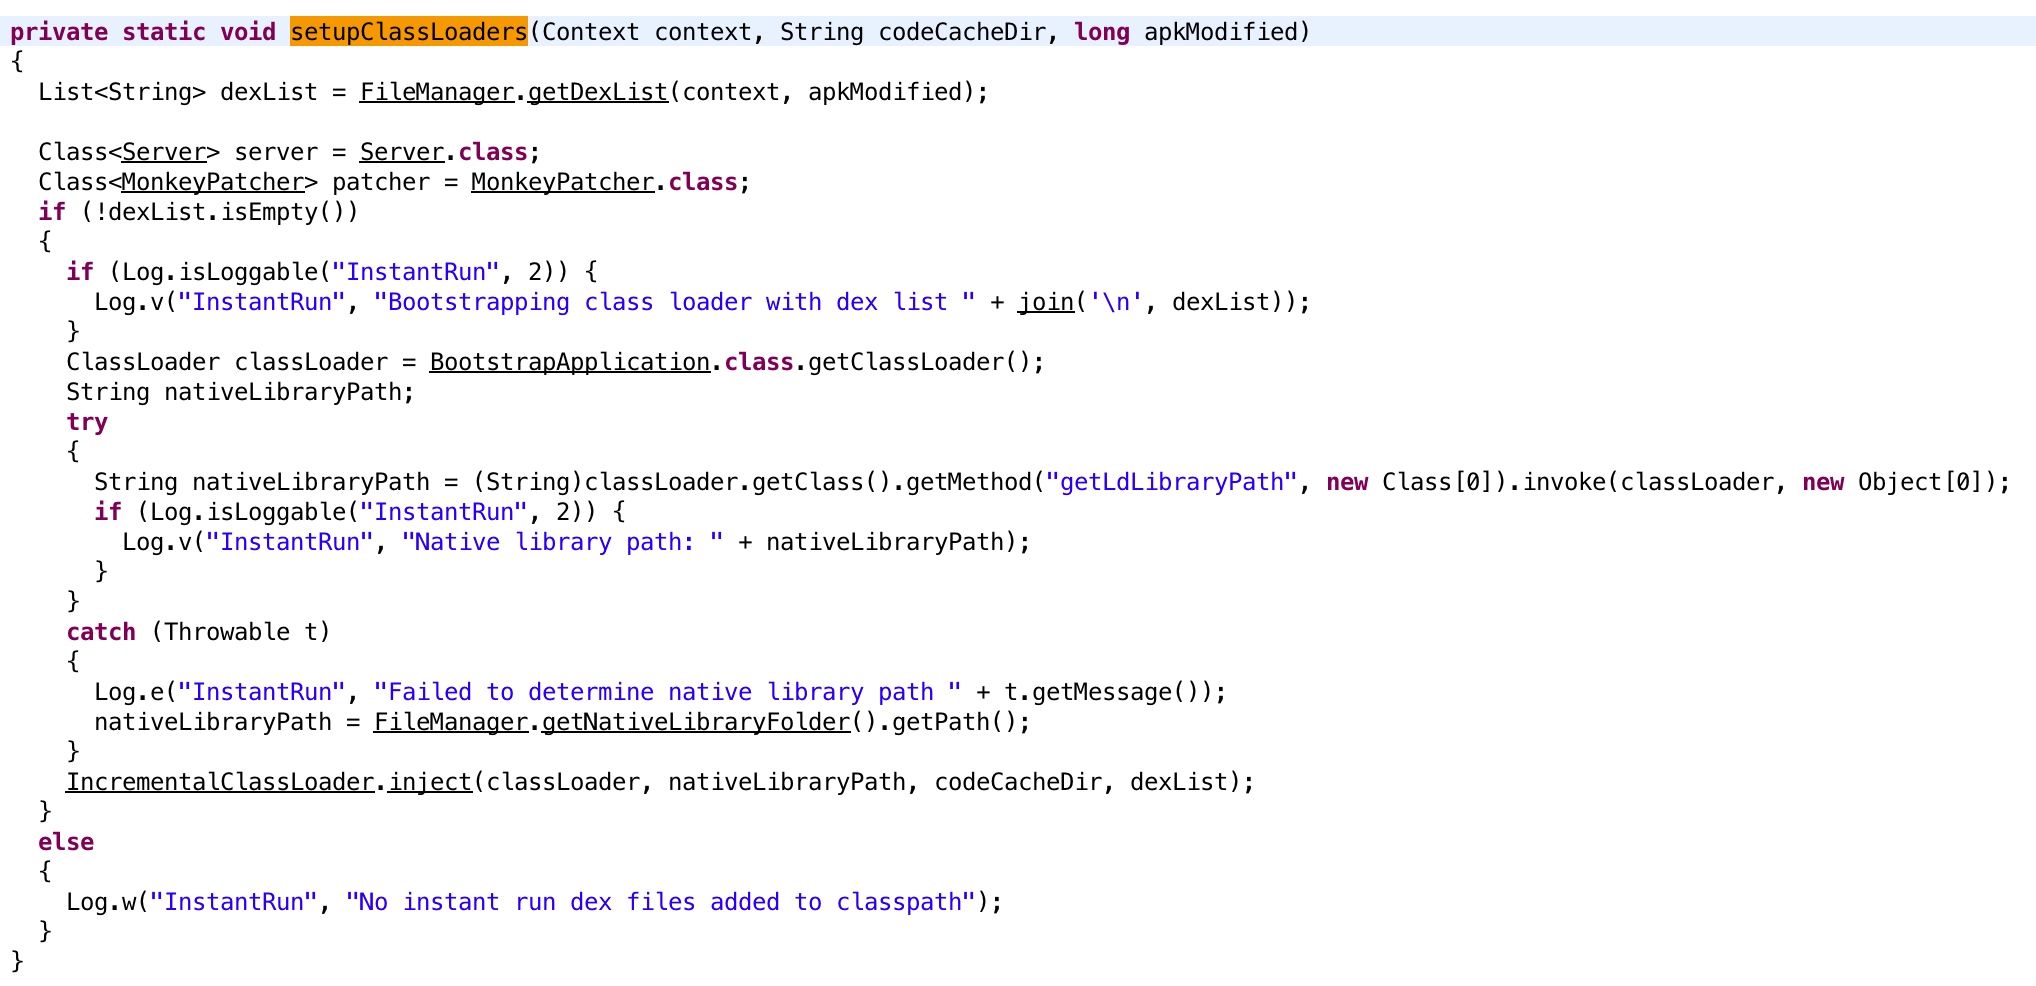 private static void setupClassLoaders(Context context, String codeCacheDir, long apkModified)
{
  List<String> dexList = FileManager.getDexList(context, apkModified);

  Class<Server> server = Server.class;
  Class<MonkeyPatcher> patcher = MonkeyPatcher.class;
  if (!dexList.isEmpty())
  {
    if (Log.isLoggable("InstantRun", 2)) {
      Log.v("InstantRun", "Bootstrapping class loader with dex list " + join('\n', dexList));
    }
    ClassLoader classLoader = BootstrapApplication.class.getClassLoader();
    String nativeLibraryPath;
    try
    {
      String nativeLibraryPath = (String)classLoader.getClass().getMethod("getLdLibraryPath", new Class[0]).invoke(classLoader, new Object[0]);
      if (Log.isLoggable("InstantRun", 2)) {
        Log.v("InstantRun", "Native library path: " + nativeLibraryPath);
      }
    }
    catch (Throwable t)
    {
      Log.e("InstantRun", "Failed to determine native library path " + t.getMessage());
      nativeLibraryPath = FileManager.getNativeLibraryFolder().getPath();
    }
    IncrementalClassLoader.inject(classLoader, nativeLibraryPath, codeCacheDir, dexList);
  }
  else
  {
    Log.w("InstantRun", "No instant run dex files added to classpath");
  }
}